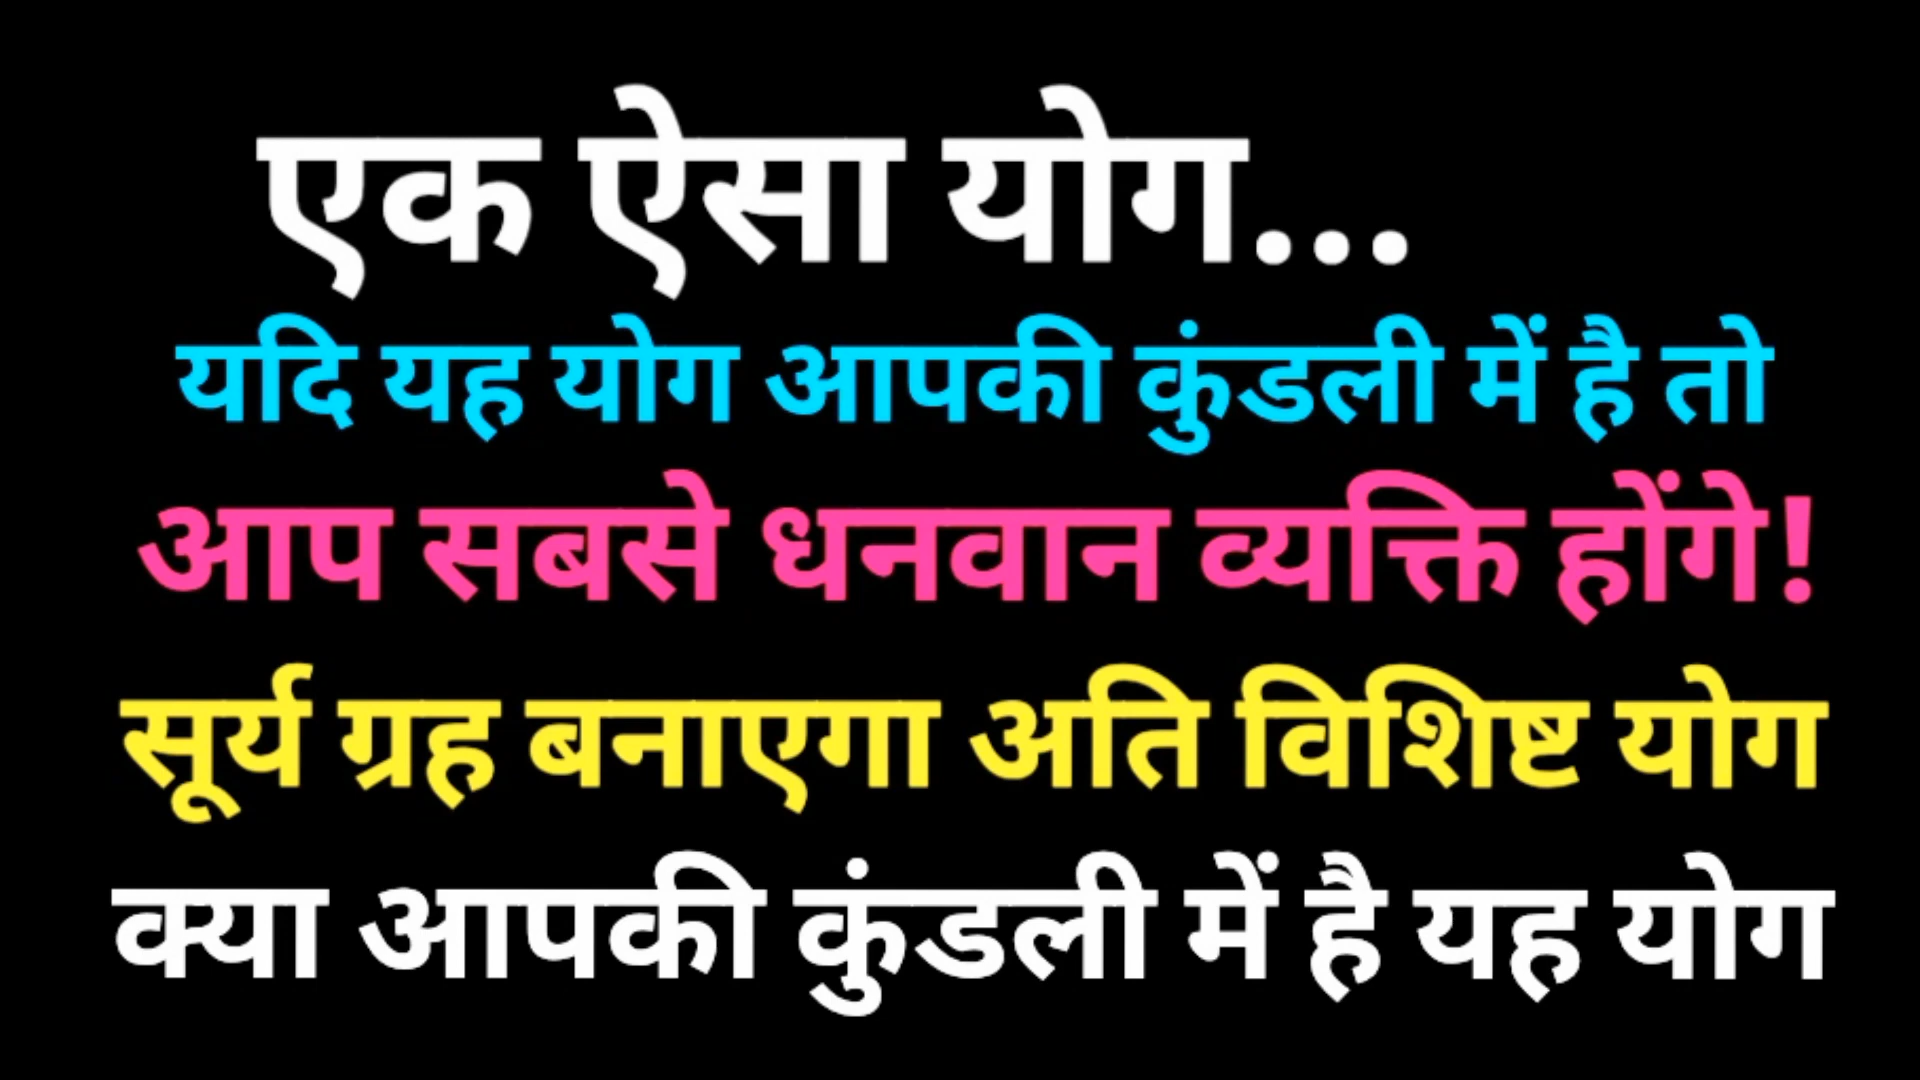 एक ऐसा योग...
यदि यह योग आपकी कुंडली में है तो
आप सबसे धनवान व्यक्ति होंगे!
सूर्य ग्रह बनाएगा अति विशिष्ट योग
क्या आपकी कुंडली में है यह योग